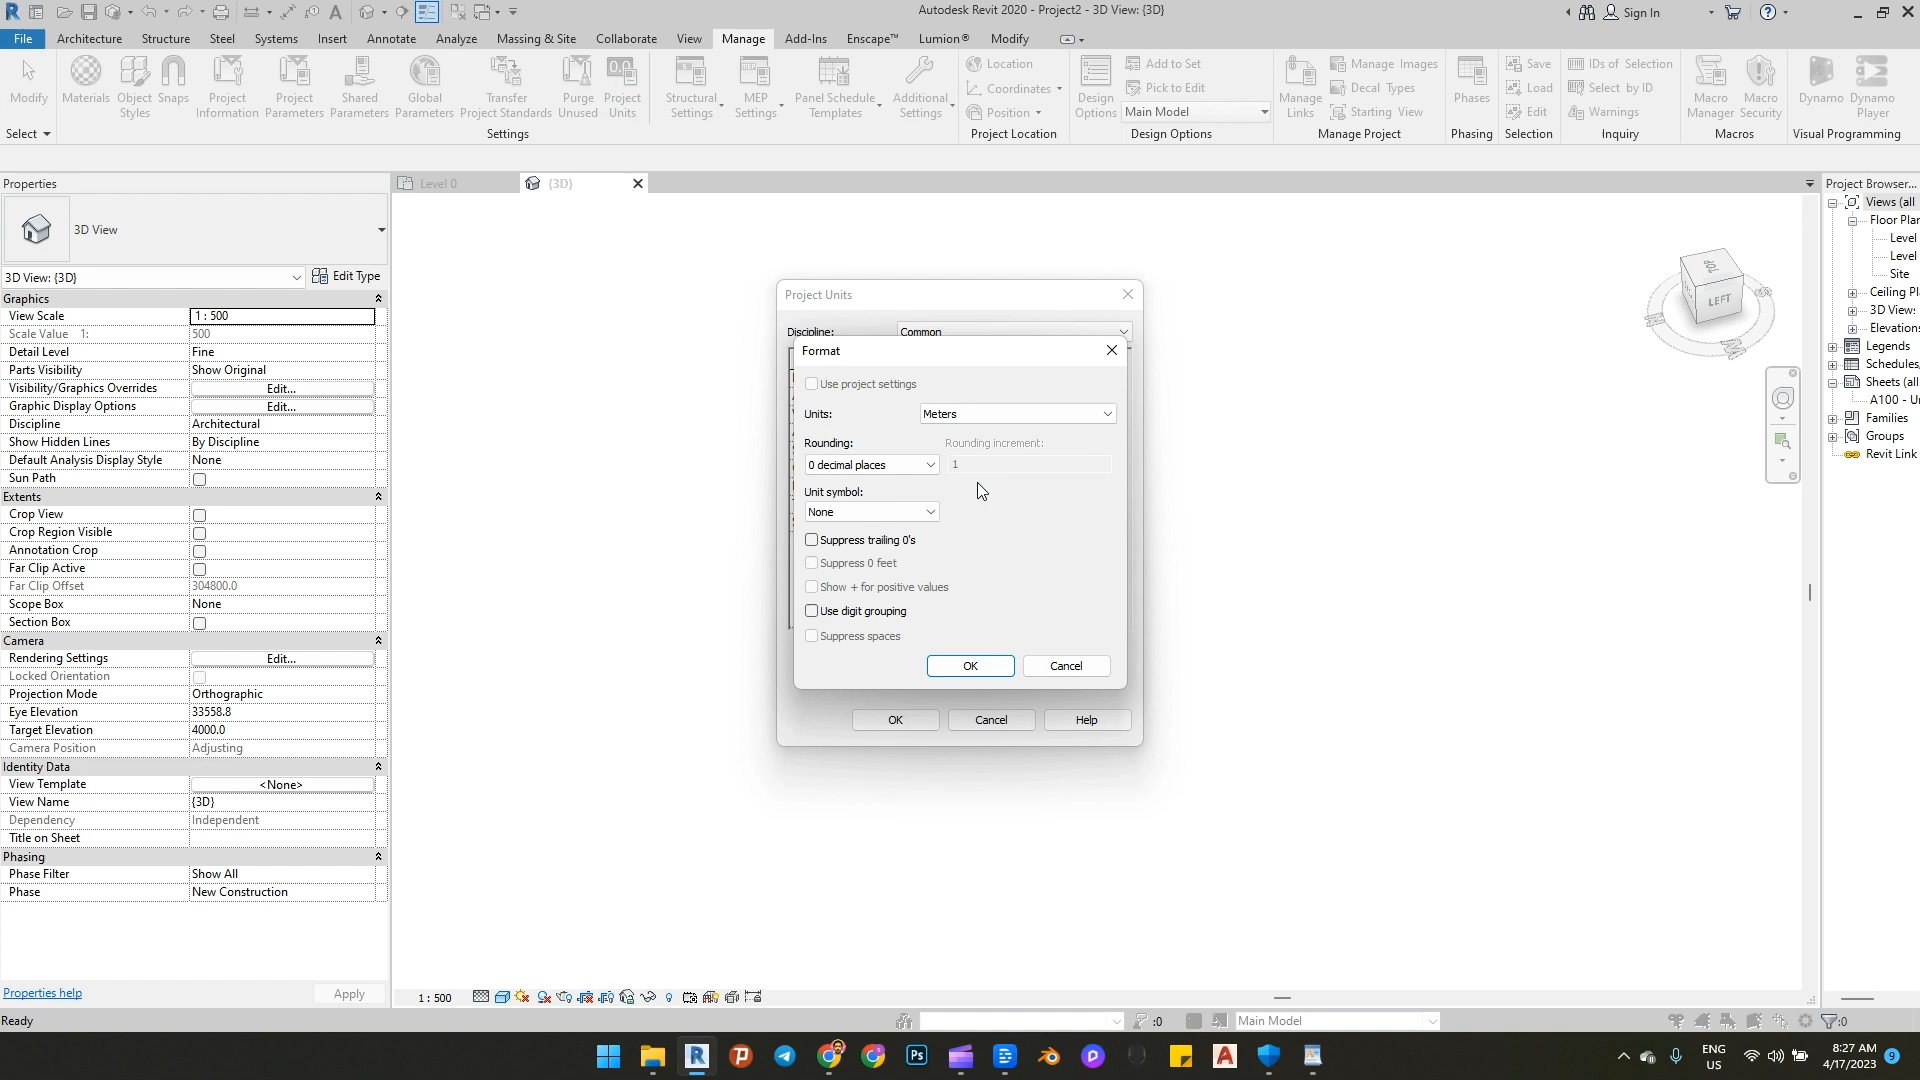 Autodesk Revit 2020 - Project2 - 3D View: {3D}
Sign In
File
Architecture
Structure
Steel
Systems
Insert
Annotate
Analyze
Massing & Site
Collaborate
View
Manage
Add-Ins
Enscape™
Lumion®
Modify
Modify
Materials
Object
Styles
Snaps
Project
Information
Project
Parameters
Shared
Parameters
Global
Parameters
Transfer
Project Standards
Purge
Unused
Project
Units
Structural
Settings
MEP
Settings
Panel Schedule
Templates
Additional
Settings
Location
Coordinates
Position
Design
Options
Add to Set
Pick to Edit
Main Model
Manage
Links
Manage Images
Decal Types
Starting View
Phases
Save
Load
Edit
IDs of Selection
Select by ID
Warnings
Macro
Manager
Macro
Security
Dynamo
Dynamo
Player
Select
Settings
Project Location
Design Options
Manage Project
Phasing
Selection
Inquiry
Macros
Visual Programming
Properties
3D View
3D View: {3D}
Edit Type
Graphics
View Scale 1 : 500
Scale Value 1: 500
Detail Level Fine
Parts Visibility Show Original
Visibility/Graphics Overrides Edit...
Graphic Display Options Edit...
Discipline Architectural
Show Hidden Lines By Discipline
Default Analysis Display Style None
Sun Path
Extents
Crop View
Crop Region Visible
Annotation Crop
Far Clip Active
Far Clip Offset 304800.0
Scope Box None
Section Box
Camera
Rendering Settings Edit...
Locked Orientation
Projection Mode Orthographic
Eye Elevation 33558.8
Target Elevation 4000.0
Camera Position Adjusting
Identity Data
View Template <None>
View Name {3D}
Dependency Independent
Title on Sheet
Phasing
Phase Filter Show All
Phase New Construction
Properties help
Apply
Level 0
{3D}
Project Units
Discipline: Common
Format
Use project settings
Units: Meters
Rounding: Rounding increment:
0 decimal places 1
Unit symbol:
None
Suppress trailing 0's
Suppress 0 feet
Show + for positive values
Use digit grouping
Suppress spaces
OK Cancel
OK Cancel Help
TOP
LEFT
Project Browser...
Views (all
Floor Plan
Level
Level
Site
Ceiling Pl
3D Views
Elevations
Legends
Schedules,
Sheets (all
A100 - U
Families
Groups
Revit Link
1 : 500
Ready
:0
Main Model
:0
ENG
US
8:27 AM
4/17/2023
9